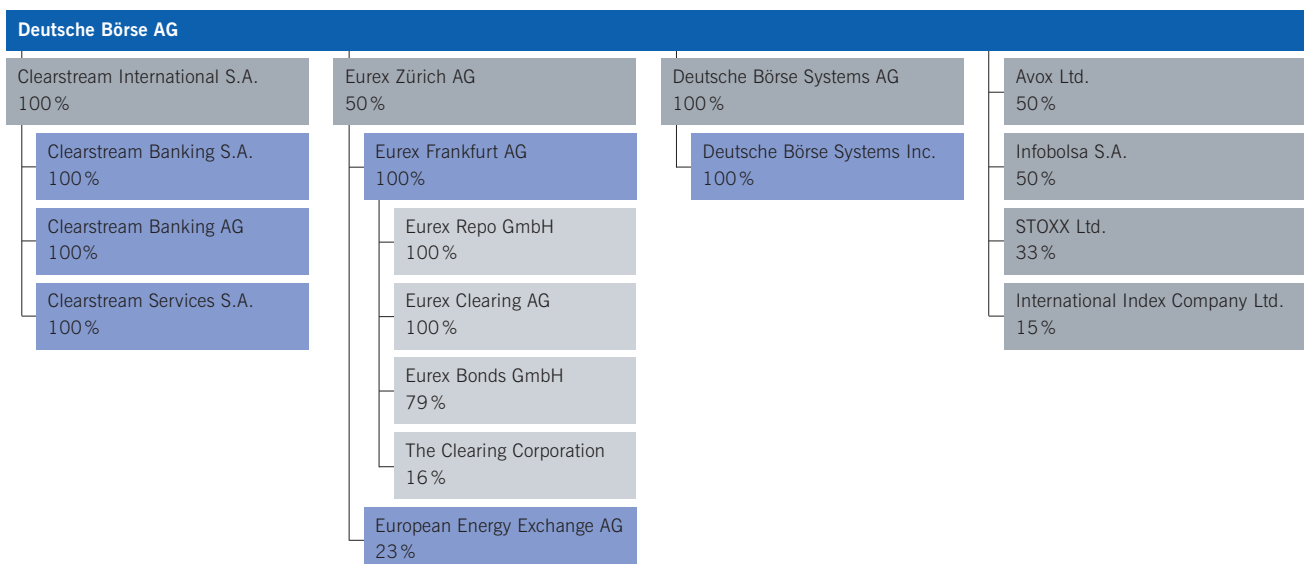 Deutsche Börse AG
Clearstream International S.A.
100%
Clearstream Banking S.A.
100%
Clearstream Banking AG
100%
Clearstream Services S.A.
100%
Eurex Zürich AG
50%
Eurex Frankfurt AG
100%
Eurex Repo GmbH
100%
Eurex Clearing AG
100%
Eurex Bonds GmbH
79%
The Clearing Corporation
16%
European Energy Exchange AG
23%
Deutsche Börse Systems AG
100%
Deutsche Börse Systems Inc.
100%
Avox Ltd.
50%
Infobolsa S.A.
50%
STOXX Ltd.
33%
International Index Company Ltd.
15%